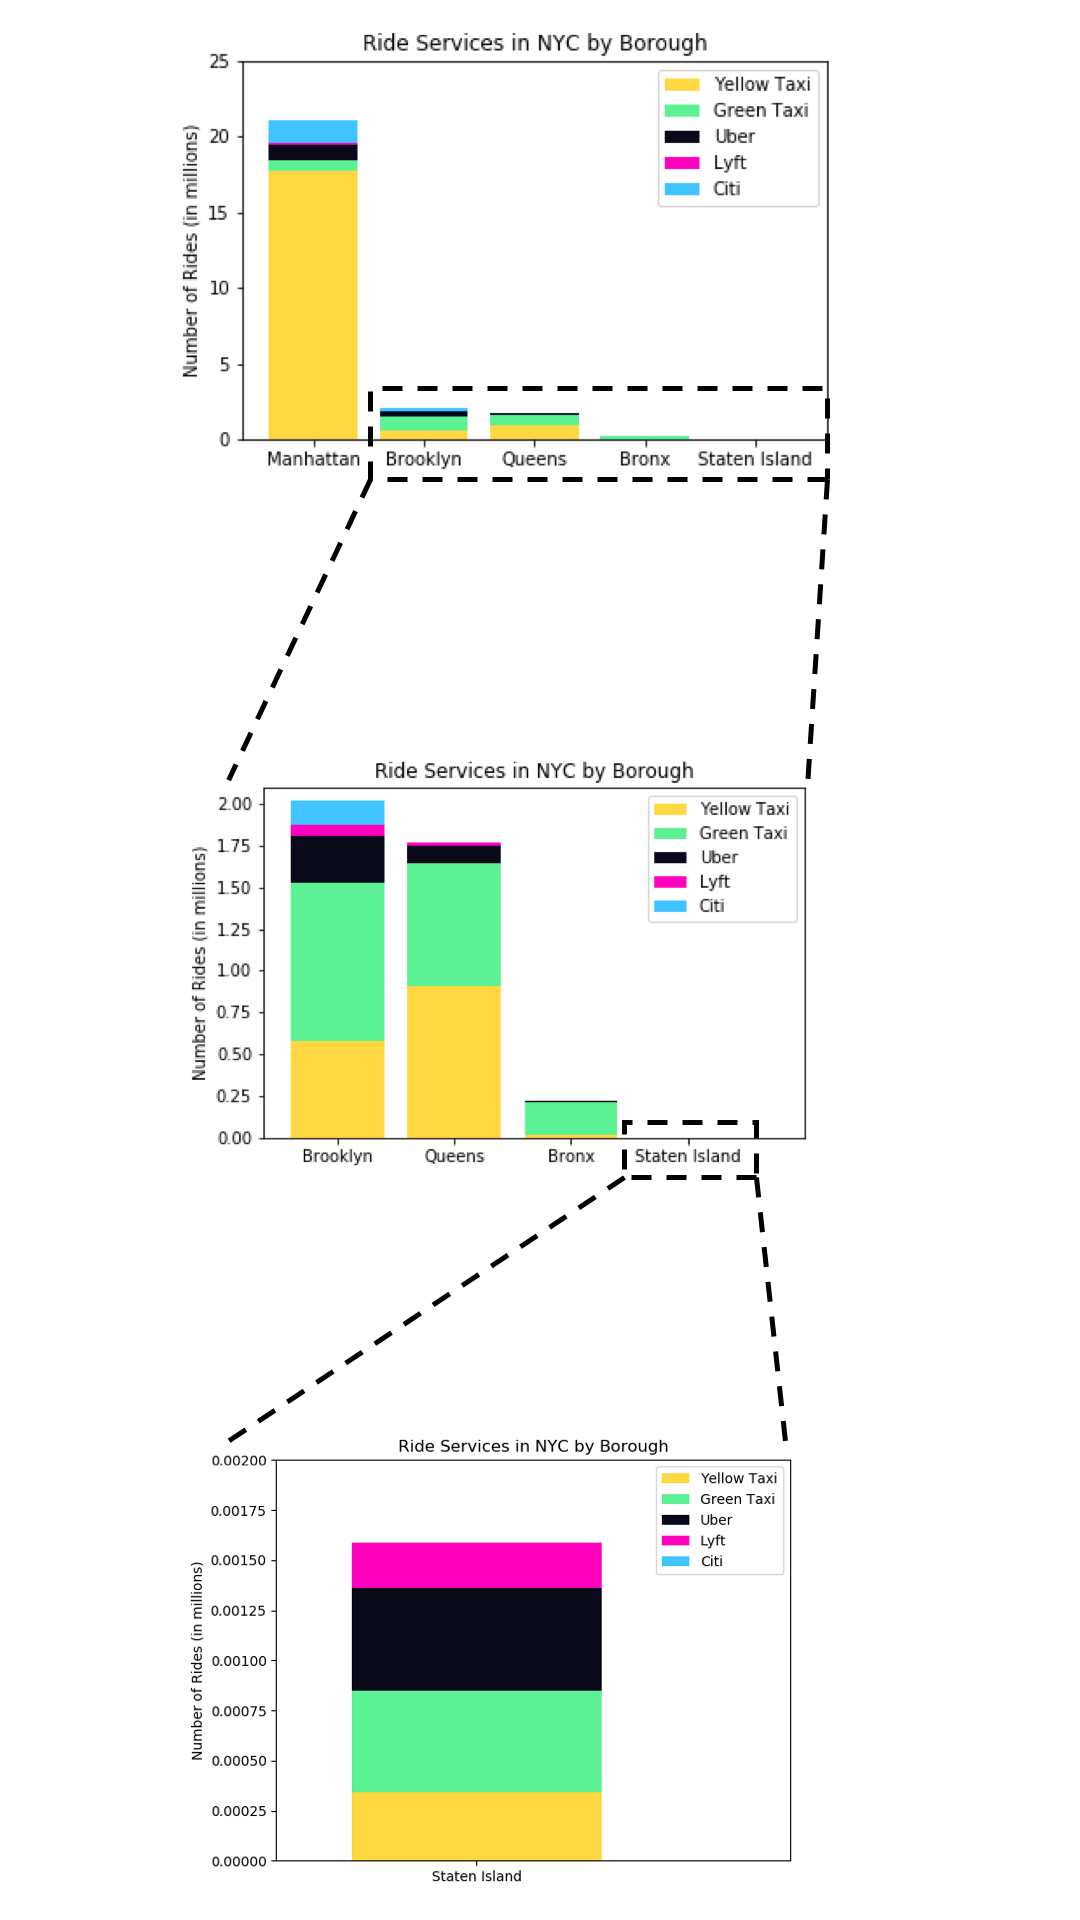 Ride Services in NYC by Borough
25
20
15
10
5
0
Number of Rides (in millions)
Yellow Taxi
Green Taxi
Uber
Lyft
Citi
Manhattan Brooklyn Queens Bronx Staten Island
Ride Services in NYC by Borough
2.00
1.75
1.50
1.25
1.00
0.75
0.50
0.25
0.00
Number of Rides (in millions)
Yellow Taxi
Green Taxi
Uber
Lyft
Citi
Brooklyn Queens Bronx Staten Island
Ride Services in NYC by Borough
0.00200
0.00175
0.00150
0.00125
0.00100
0.00075
0.00050
0.00025
0.00000
Number of Rides (in millions)
Yellow Taxi
Green Taxi
Uber
Lyft
Citi
Staten Island